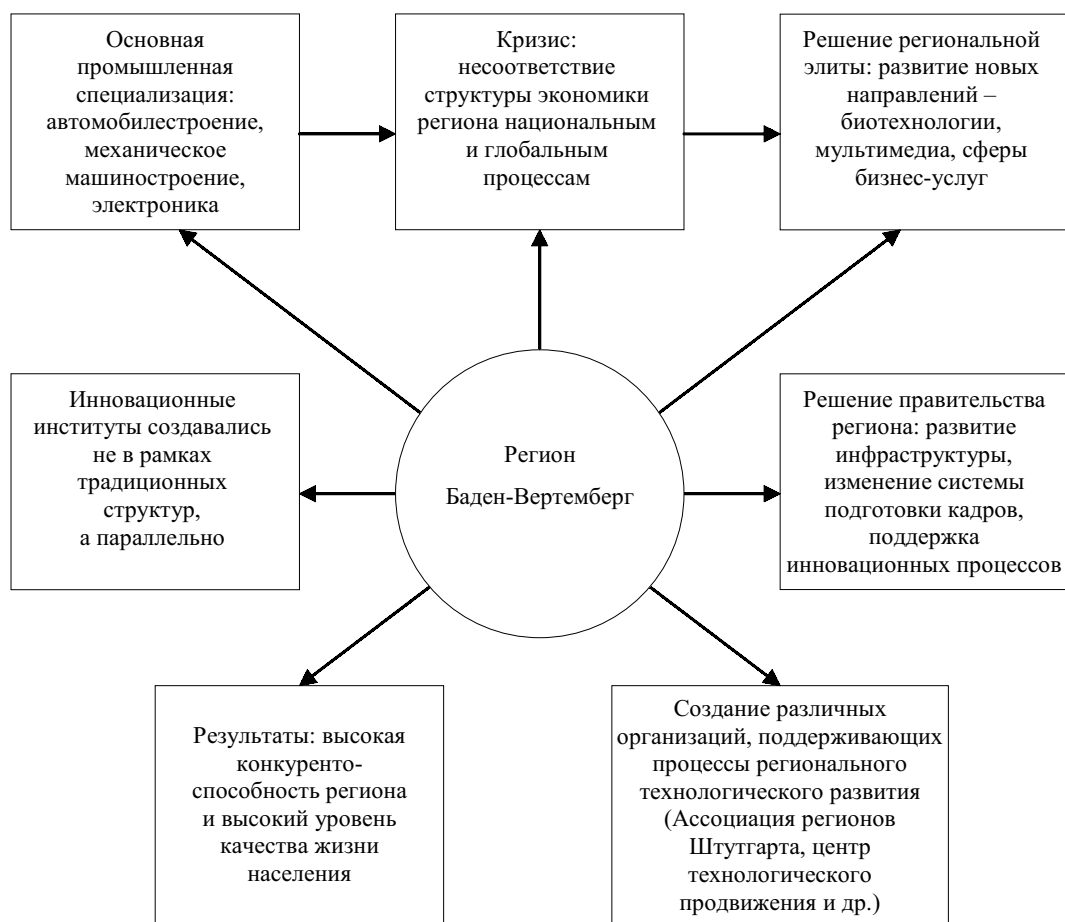 Основная
промышленная
специализация:
автомобилестроение,
механическое
машиностроение,
электроника
Кризис:
несоответствие
структуры экономики
региона национальным
и глобальным
процессам
Решение региональной
элиты: развитие новых
направлений –
биотехнологии,
мультимедиа, сферы
бизнес-услуг
Инновационные
институты создавались
не в рамках
традиционных
структур,
а параллельно
Регион
Баден-Вертемберг
Решение правительства
региона: развитие
инфраструктуры,
изменение системы
подготовки кадров,
поддержка
инновационных процессов
Результаты: высокая
конкуренто-
способность региона
и высокий уровень
качества жизни
населения
Создание различных
организаций, поддерживающих
процессы регионального
технологического развития
(Ассоциация регионов
Штутгарта, центр
технологического
продвижения и др.)